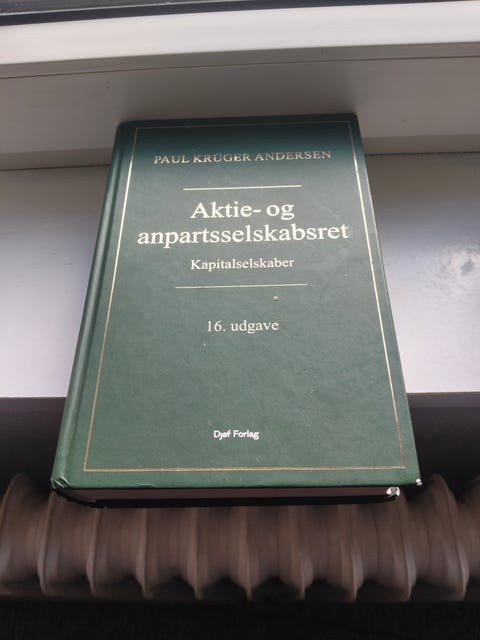 PAUL KRÜGER ANDERSEN
Aktie- og
anpartsselskabsret
Kapitalselskaber
16. udgave
Djøf Forlag